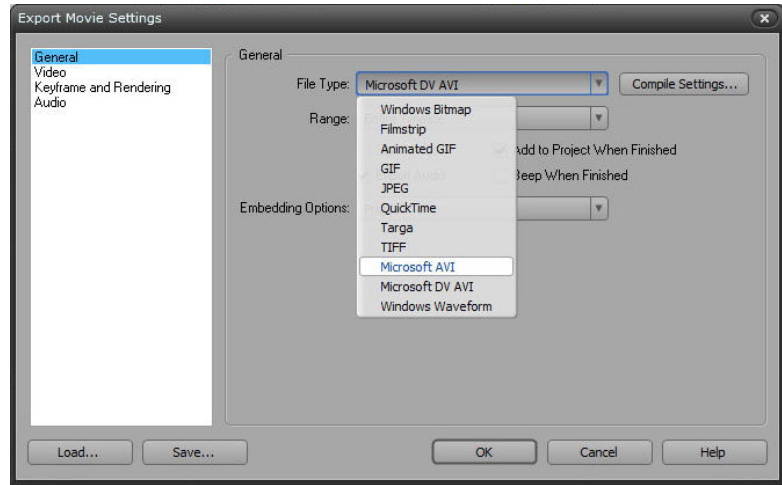 Export Movie Settings
General
Video
Keyframe and Rendering
Audio
General
File Type: Microsoft DV AVI Compile Settings...
Range:
Windows Bitmap
Filmstrip
Animated GIF
GIF
JPEG
QuickTime
Targa
TIFF
Microsoft AVI
Microsoft DV AVI
Windows Waveform
Add to Project When Finished
Beep When Finished
Embedding Options:
Load... Save... OK Cancel Help